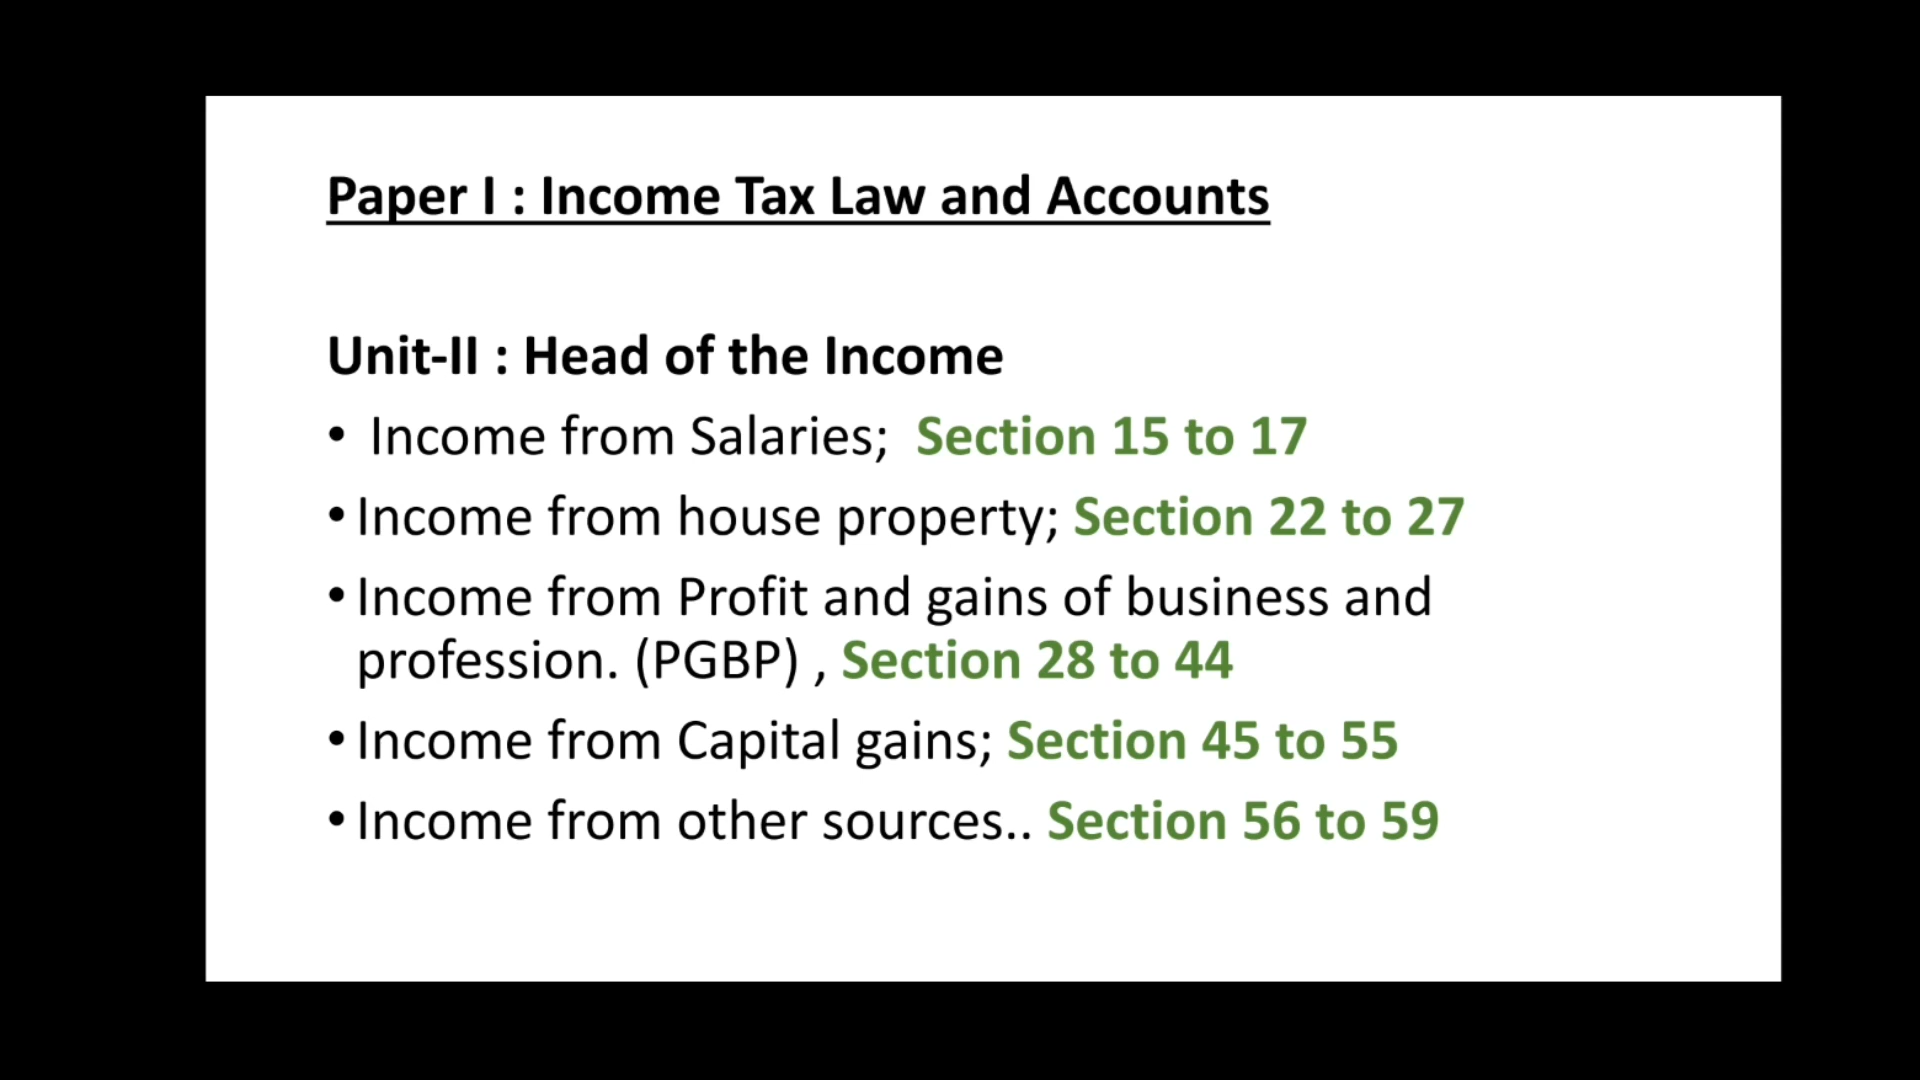 Paper I : Income Tax Law and Accounts
Unit-II : Head of the Income
• Income from Salaries; Section 15 to 17
• Income from house property; Section 22 to 27
• Income from Profit and gains of business and
profession. (PGBP) , Section 28 to 44
• Income from Capital gains; Section 45 to 55
• Income from other sources.. Section 56 to 59